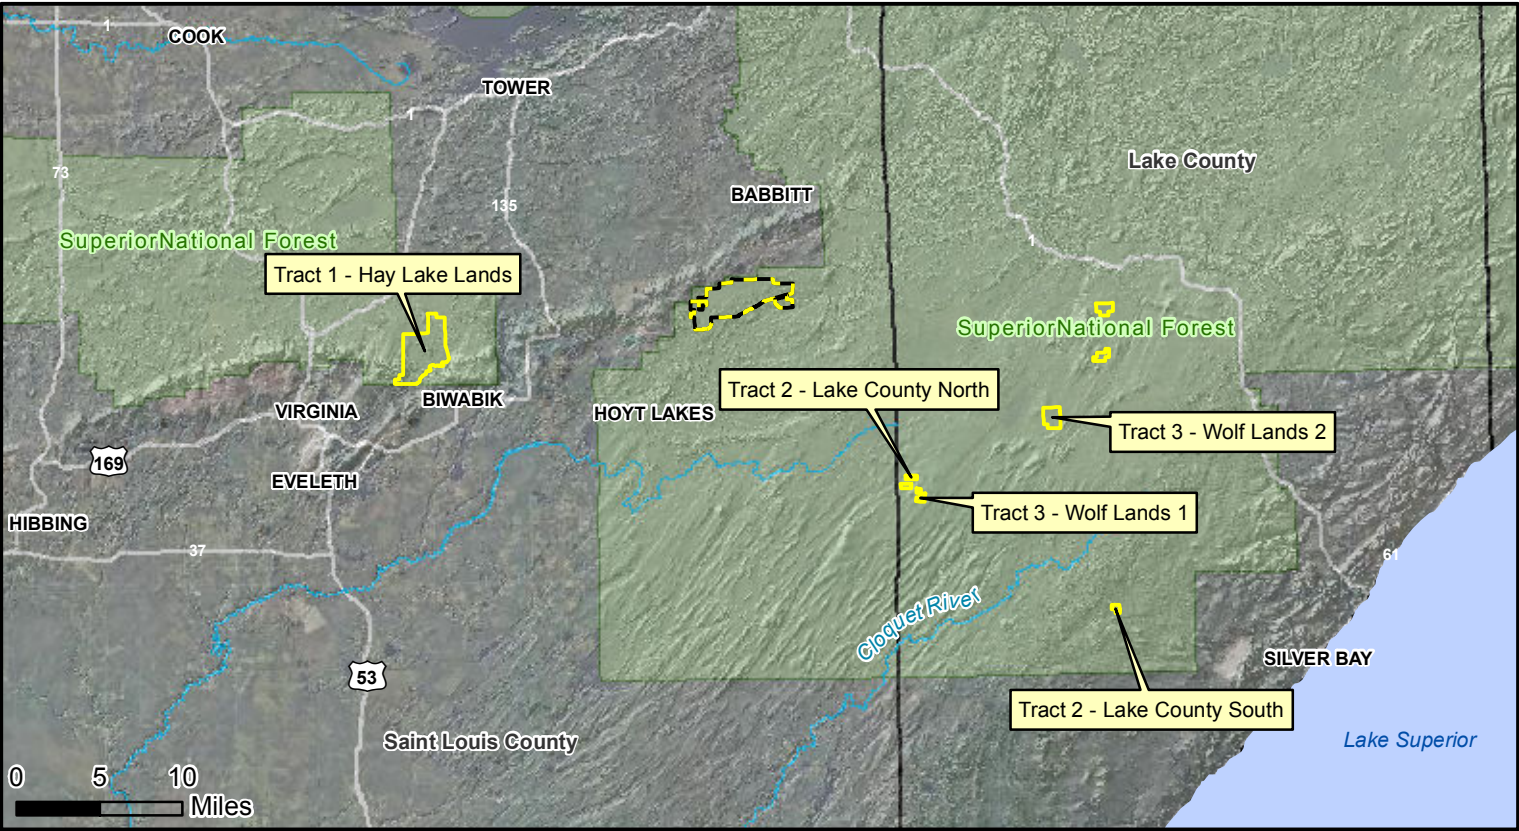 1
COOK
TOWER
1
Lake County
73
BABBITT
135
SuperiorNational Forest
1
Tract 1 - Hay Lake Lands
SuperiorNational Forest
Tract 2 - Lake County North
BIWABIK
VIRGINIA
HOYT LAKES
Tract 3 - Wolf Lands 2
169
EVELETH
Tract 3 - Wolf Lands 1
HIBBING
37
61
Cloquet River
SILVER BAY
53
Tract 2 - Lake County South
Saint Louis County
Lake Superior
0 5 10
Miles